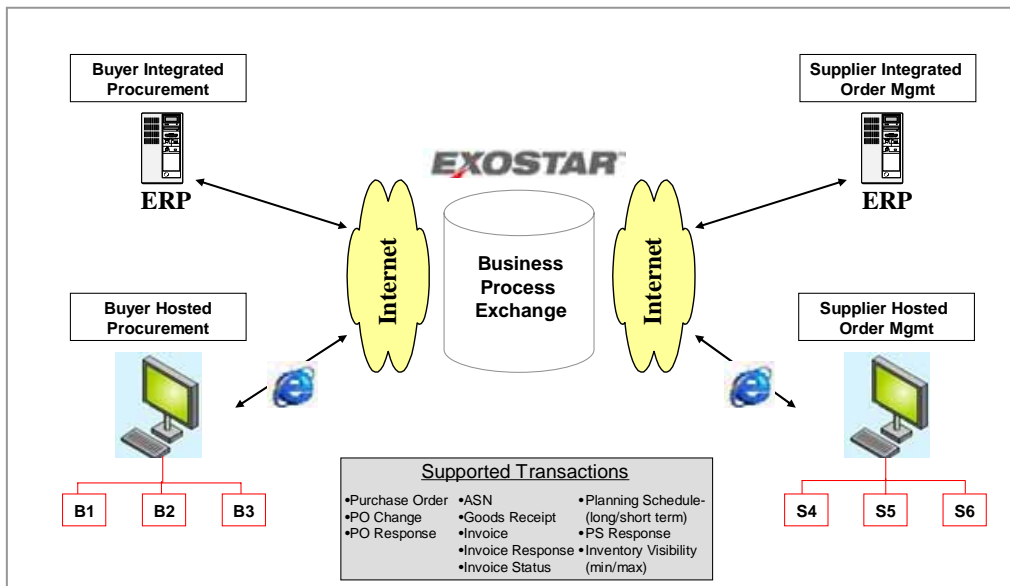 Buyer Integrated
Procurement
ERP
Supplier Integrated
Order Mgmt
ERP
EXOSTAR™
Internet
Business
Process
Exchange
Internet
Buyer Hosted
Procurement
Supplier Hosted
Order Mgmt
B1
B2
B3
S4
S5
S6
Supported Transactions
•Purchase Order
•PO Change
•PO Response
•ASN
•Goods Receipt
•Invoice
•Invoice Response
•Invoice Status
•Planning Schedule-
(long/short term)
•PS Response
•Inventory Visibility
(min/max)